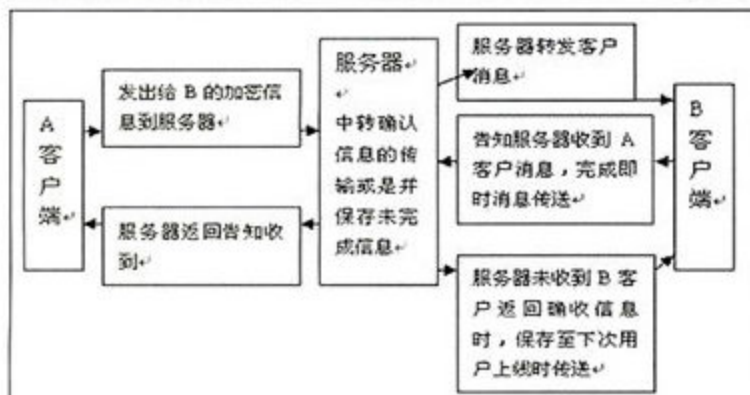 A
客
户
端
发出给 B 的加密信
息到服务器
服务器返回告知收
到
服务器
中转确认
信息的传
输或是并
保存未完
成信息
服务器转发客户
消息
告知服务器收到 A
客户消息,完成即
时消息传送
服务器未收到 B 客
户返回确收信息
时,保存至下次用
户上线时传送
B
客
户
端